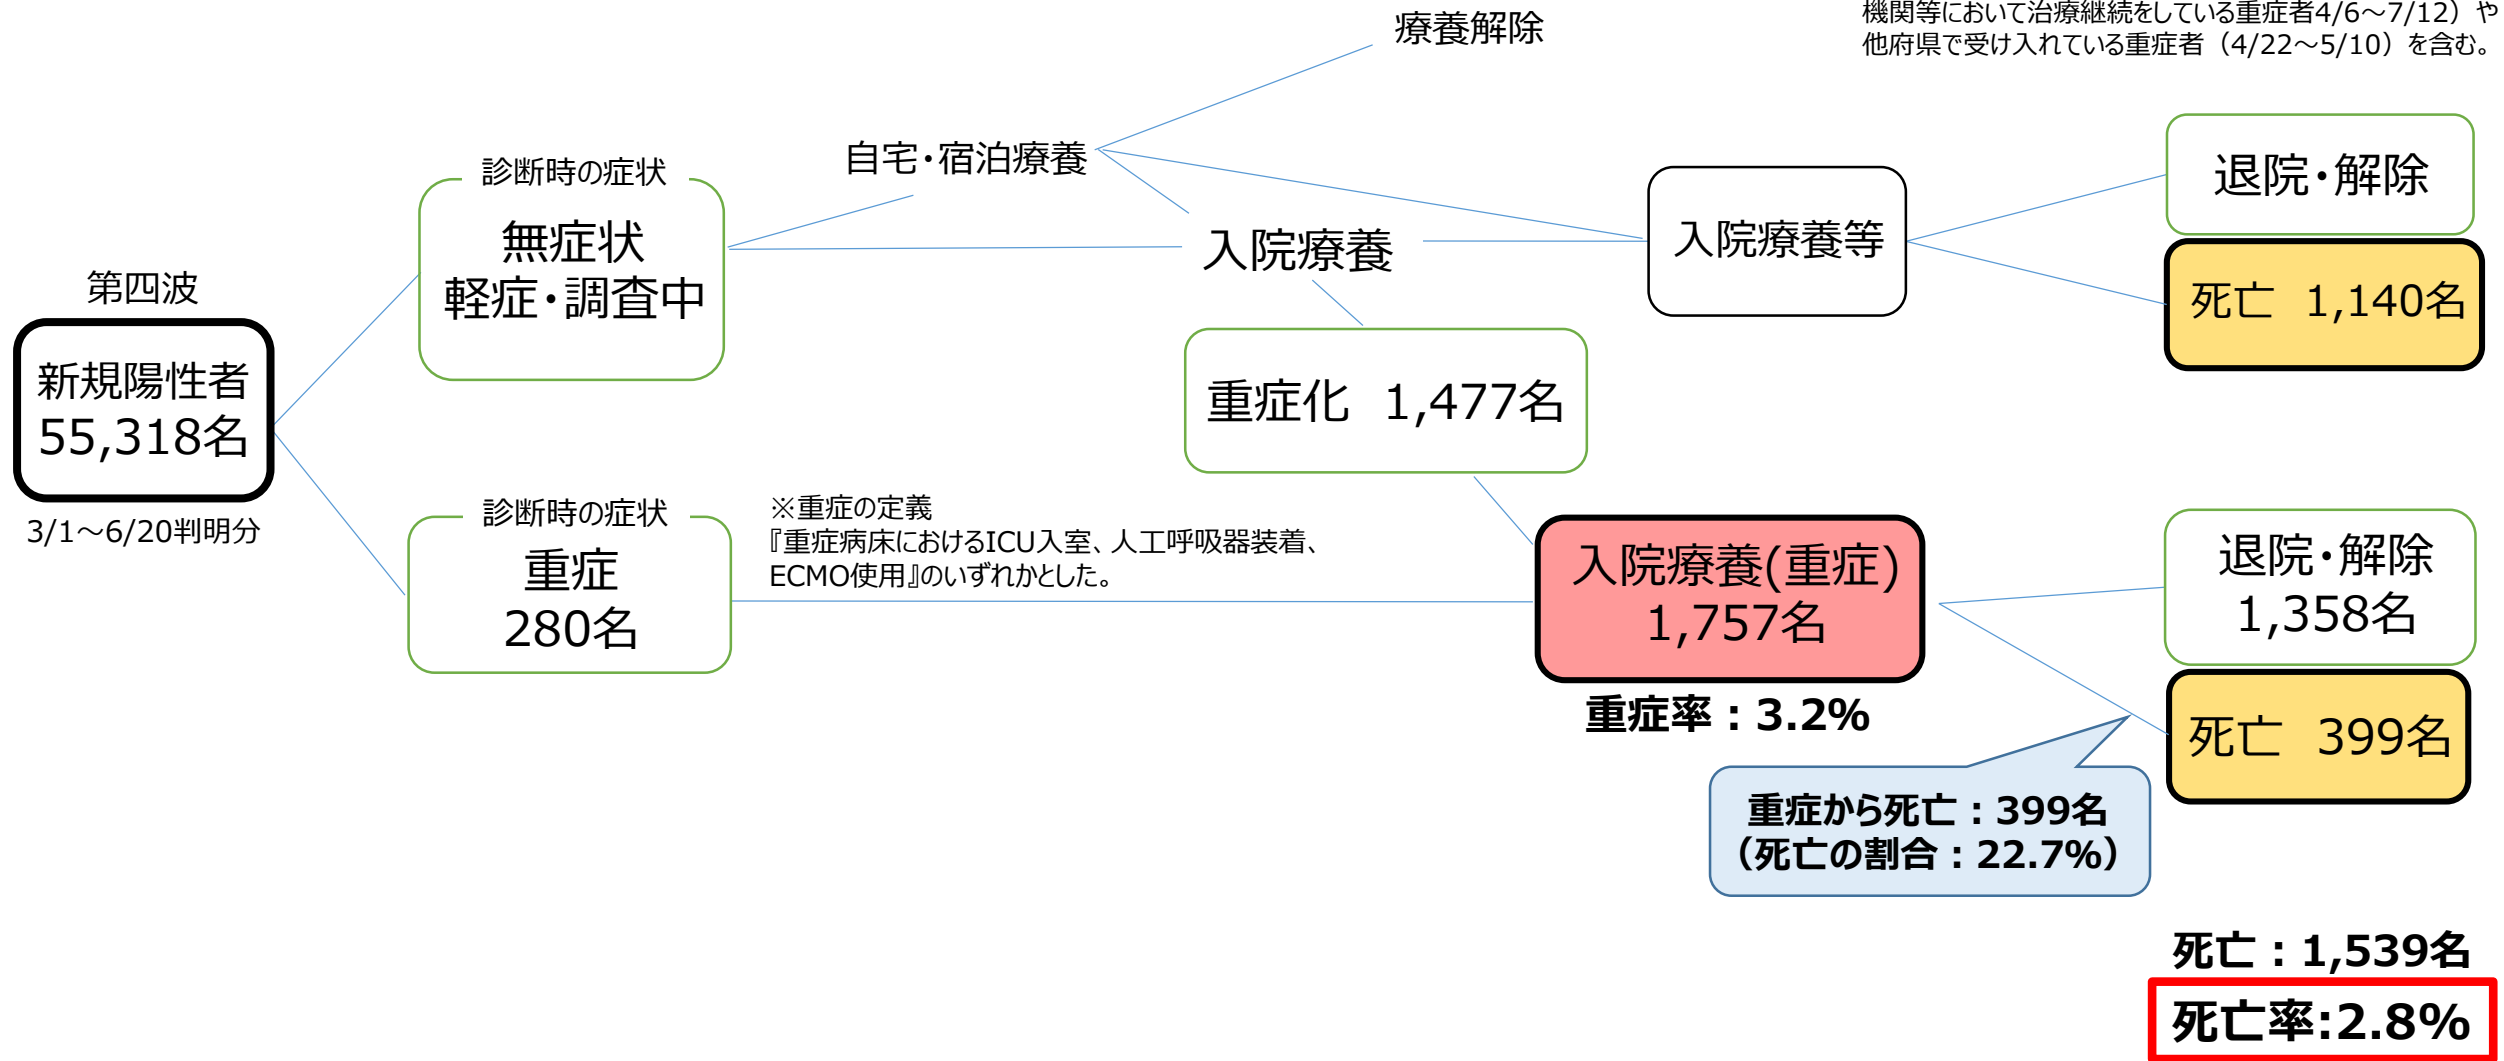 機関等において治療継続をしている重症者4/6～7/12）や
他府県で受け入れている重症者（4/22～5/10）を含む。
療養解除
自宅・宿泊療養
診断時の症状
無症状
軽症・調査中
入院療養
入院療養等
退院・解除
死亡　1,140名
第四波
新規陽性者
55,318名
3/1～6/20判明分
重症化　1,477名
診断時の症状
重症
280名
※重症の定義
『重症病床におけるICU入室、人工呼吸器装着、
ECMO使用』のいずれかとした。
入院療養(重症)
1,757名
重症率：3.2%
退院・解除
1,358名
死亡　399名
重症から死亡：399名
（死亡の割合：22.7%）
死亡：1,539名
死亡率:2.8%